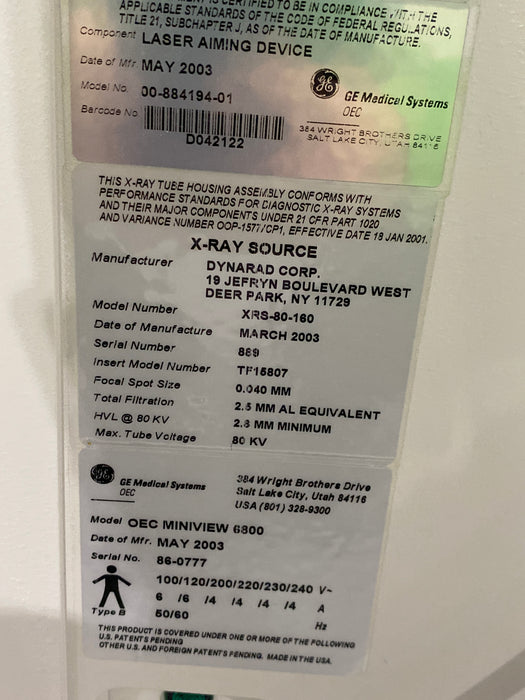 CERTIFIED TO BE IN COMPLIANCE WITH THE
APPLICABLE STANDARDS OF THE CODE OF FEDERAL REGULATIONS,
TITLE 21, SUBCHAPTER J, AS OF THE DATE OF MANUFACTURE.
Component LASER AIMING DEVICE
Date of Mfr. MAY 2003
Model No. 00-884194-01
Barcode No
D042122
GE
GE Medical Systems
OEC
384 WRIGHT BROTHERS DRIVE
SALT LAKE CITY, UTAH 84116
THIS X-RAY TUBE HOUSING ASSEMBLY CONFORMS WITH
PERFORMANCE STANDARDS FOR DIAGNOSTIC X-RAY SYSTEMS
AND THEIR MAJOR COMPONENTS UNDER 21 CFR PART 1020
AND VARIANCE NUMBER OOP-1577/CP1, EFFECTIVE DATE 18 JAN 2001.
X-RAY SOURCE
Manufacturer DYNARAD CORP.
19 JEFRYN BOULEVARD WEST
DEER PARK, NY 11729
Model Number XRS-80-160
Date of Manufacture MARCH 2003
Serial Number 869
Insert Model Number TF15807
Focal Spot Size 0.040 MM
Total Filtration 2.5 MM AL EQUIVALENT
HVL @ 80 KV 2.8 MM MINIMUM
Max. Tube Voltage 80 KV
GE
GE Medical Systems
OEC
384 Wright Brothers Drive
Salt Lake City, Utah 84116
USA (801) 328-9300
Model OEC MINIVIEW 6800
Date of Mfr. MAY 2003
Serial No. 86-0777
100/120/200/220/230/240 V~
6 /6 /4 /4 /4 /4 A
Type B 50/60 Hz
THIS PRODUCT IS COVERED UNDER ONE OR MORE OF THE FOLLOWING
U.S. PATENTS PENDING
OTHER U.S. AND FOREIGN PATENTS PENDING. MADE IN THE USA.